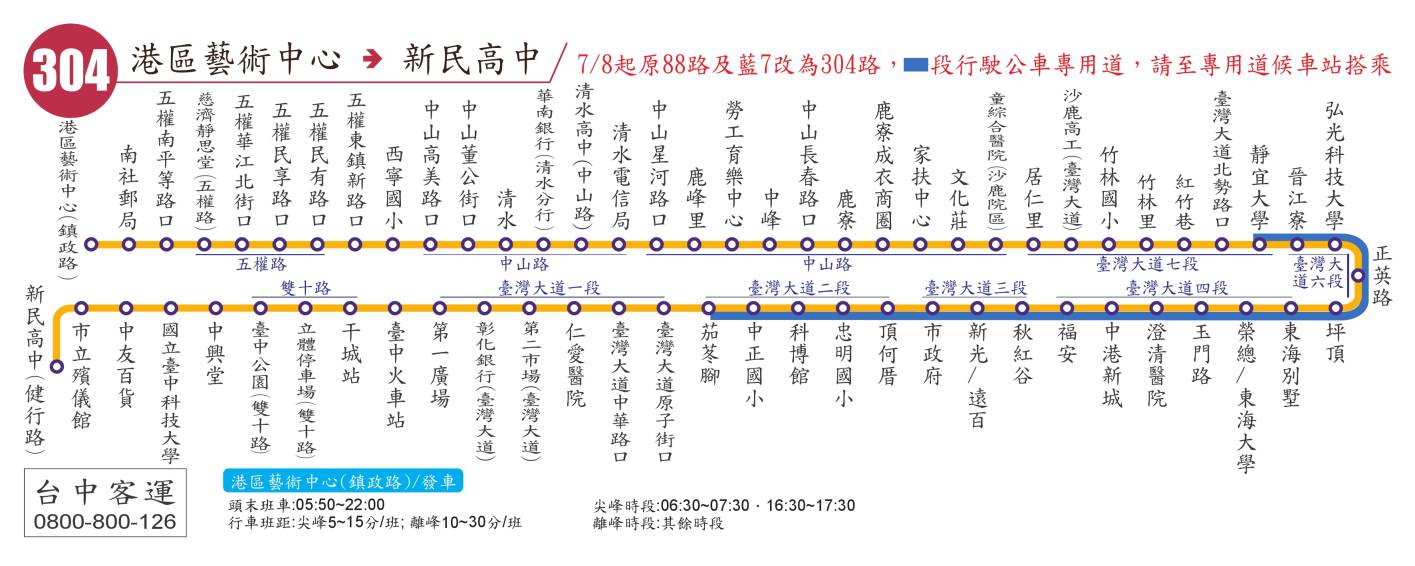 304
港區藝術中心 → 新民高中
7/8起原88路及藍7改為304路，段行駛公車專用道，請至專用道候車站搭乘
港區藝術中心(鎮政路)
南社郵局
五權南平等路口
慈濟靜思堂(五權路)
五權華江北街口
五權民享路口
五權民有路口
五權東鎮新路口
西寧國小
中山高美路口
中山董公街口
清水
華南銀行(清水分行)
清水高中(中山路)
清水電信局
中山星河路口
鹿峰里
勞工育樂中心
中峰
中山長春路口
鹿寮
鹿寮成衣商圈
家扶中心
文化莊
童綜合醫院(沙鹿院區)
居仁里
沙鹿高工(臺灣大道)
竹林國小
竹林里
紅竹巷
臺灣大道北勢路口
靜宜大學
晉江寮
弘光科技大學
正英路
五權路
中山路
中山路
臺灣大道七段
臺灣大
道六段
雙十路
臺灣大道一段
臺灣大道二段
臺灣大道三段
臺灣大道四段
新民高中(健行路)
市立殯儀館
中友百貨
國立臺中科技大學
中興堂
臺中公園(雙十路)
立體停車場(雙十路)
干城站
臺中火車站
第一廣場
彰化銀行(臺灣大道)
第二市場(臺灣大道)
仁愛醫院
臺灣大道中華路口
臺灣大道原子街口
茄苳腳
中正國小
科博館
忠明國小
頂何厝
市政府
新光/遠百
秋紅谷
福安
中港新城
澄清醫院
玉門路
榮總/東海大學
東海別墅
坪頂
台中客運
0800-800-126
港區藝術中心(鎮政路)/發車
頭末班車:05:50~22:00
行車班距:尖峰5~15分/班; 離峰10~30分/班
尖峰時段:06:30~07:30．16:30~17:30
離峰時段:其餘時段